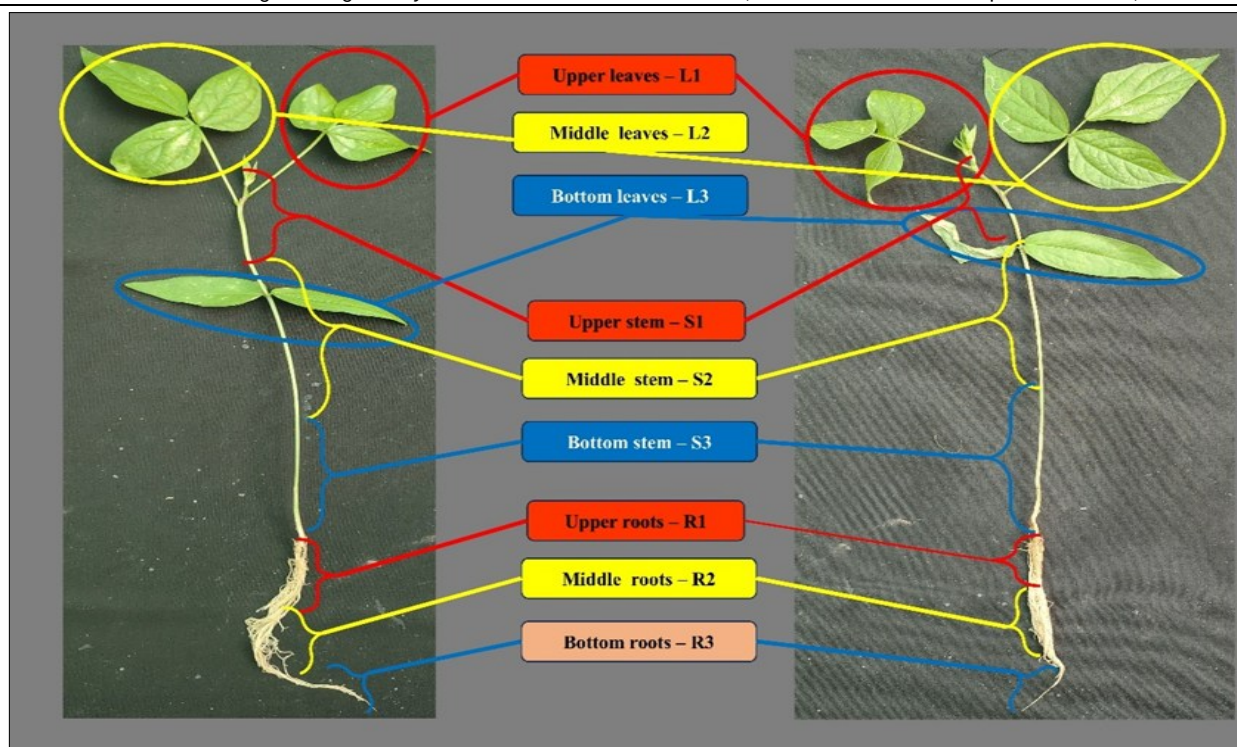 Upper leaves – L1
Middle leaves – L2
Bottom leaves – L3
Upper stem – S1
Middle stem – S2
Bottom stem – S3
Upper roots – R1
Middle roots – R2
Bottom roots – R3